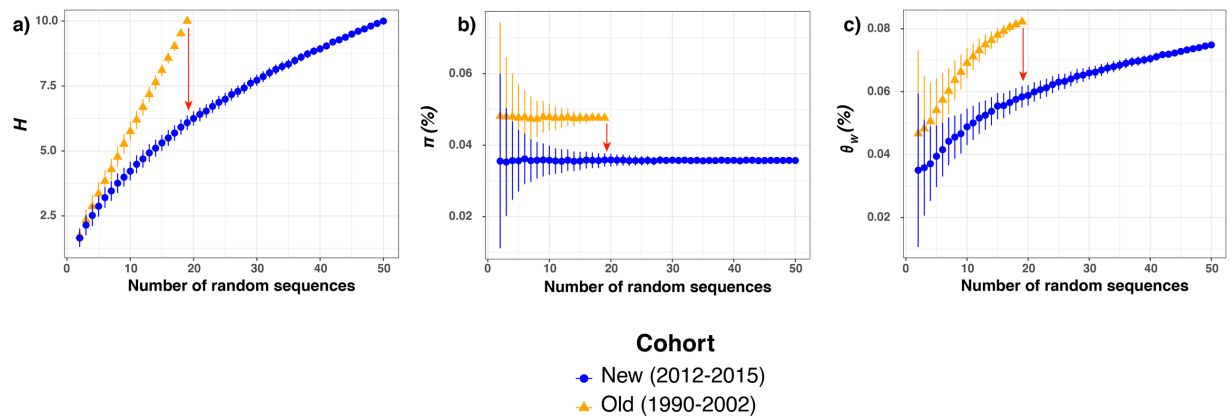 a)
10.0
7.5
5.0
2.5
H
0 10 20 30 40 50
Number of random sequences
b)
0.06
0.04
0.02
π (%)
0 10 20 30 40 50
Number of random sequences
c)
0.08
0.06
0.04
0.02
θw(%)
0 10 20 30 40 50
Number of random sequences
Cohort
New (2012-2015)
Old (1990-2002)